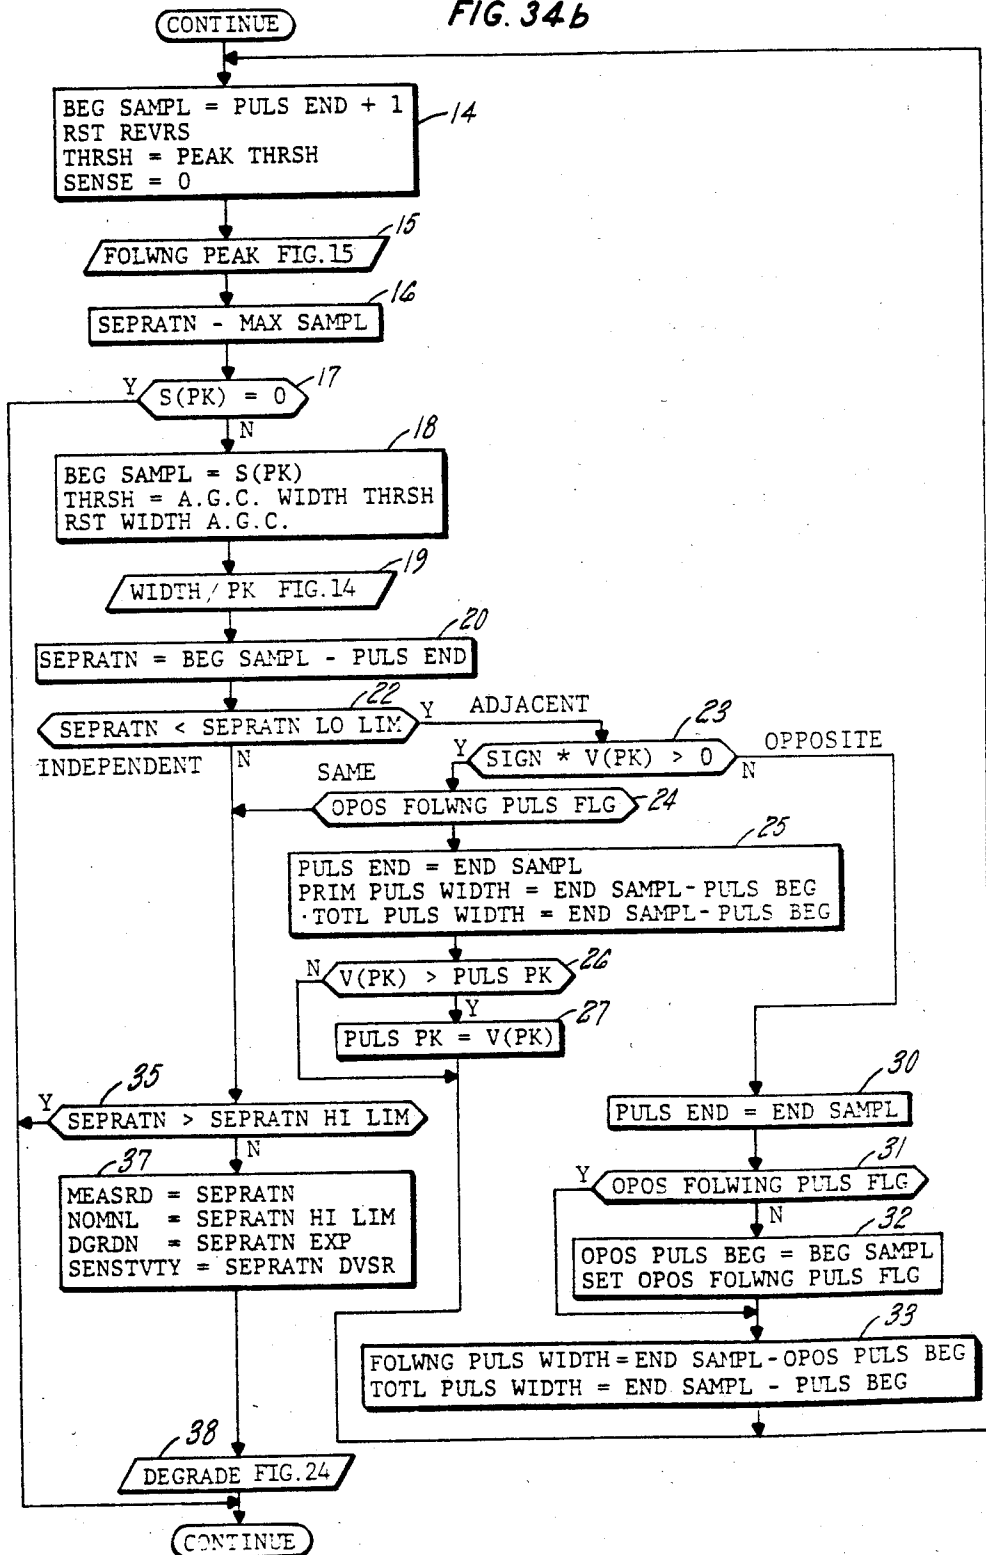 FIG. 34b
CONTINUE
BEG SAMPL = PULS END + 1
RST REVRS
THRSH = PEAK THRSH
SENSE = 0
14
FOLWNG PEAK FIG.15
15
SEPRATN - MAX SAMPL
16
S(PK) = 0
17
Y
N
BEG SAMPL = S(PK)
THRSH = A.G.C. WIDTH THRSH
RST WIDTH A.G.C.
18
WIDTH/PK FIG.14
19
SEPRATN = BEG SAMPL - PULS END
20
SEPRATN < SEPRATN LO LIM
22
Y
ADJACENT
INDEPENDENT
N
SIGN * V(PK) > 0
23
Y
SAME
OPPOSITE
N
OPOS FOLWNG PULS FLG
24
PULS END = END SAMPL
PRIM PULS WIDTH = END SAMPL-PULS BEG
·TOTL PULS WIDTH = END SAMPL-PULS BEG
25
N
V(PK) > PULS PK
26
Y
PULS PK = V(PK)
27
PULS END = END SAMPL
30
Y
OPOS FOLWING PULS FLG
31
N
OPOS PULS BEG = BEG SAMPL
SET OPOS FOLWNG PULS FLG
32
FOLWNG PULS WIDTH=END SAMPL-OPOS PULS BEG
TOTL PULS WIDTH = END SAMPL - PULS BEG
33
Y
SEPRATN > SEPRATN HI LIM
35
N
MEASRD = SEPRATN
NOMNL = SEPRATN HI LIM
DGRDN = SEPRATN EXP
SENSTVTY = SEPRATN DVSR
37
DEGRADE FIG.24
38
CONTINUE